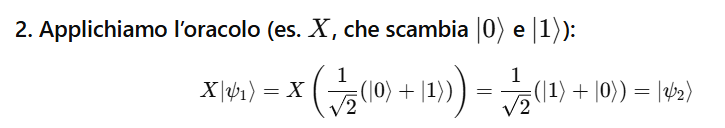 2. Applichiamo l’oracolo (es. X, che scambia |0⟩ e |1⟩):
X|ψ₁⟩ = X (1/√2 (|0⟩ + |1⟩)) = 1/√2 (|1⟩ + |0⟩) = |ψ₂⟩